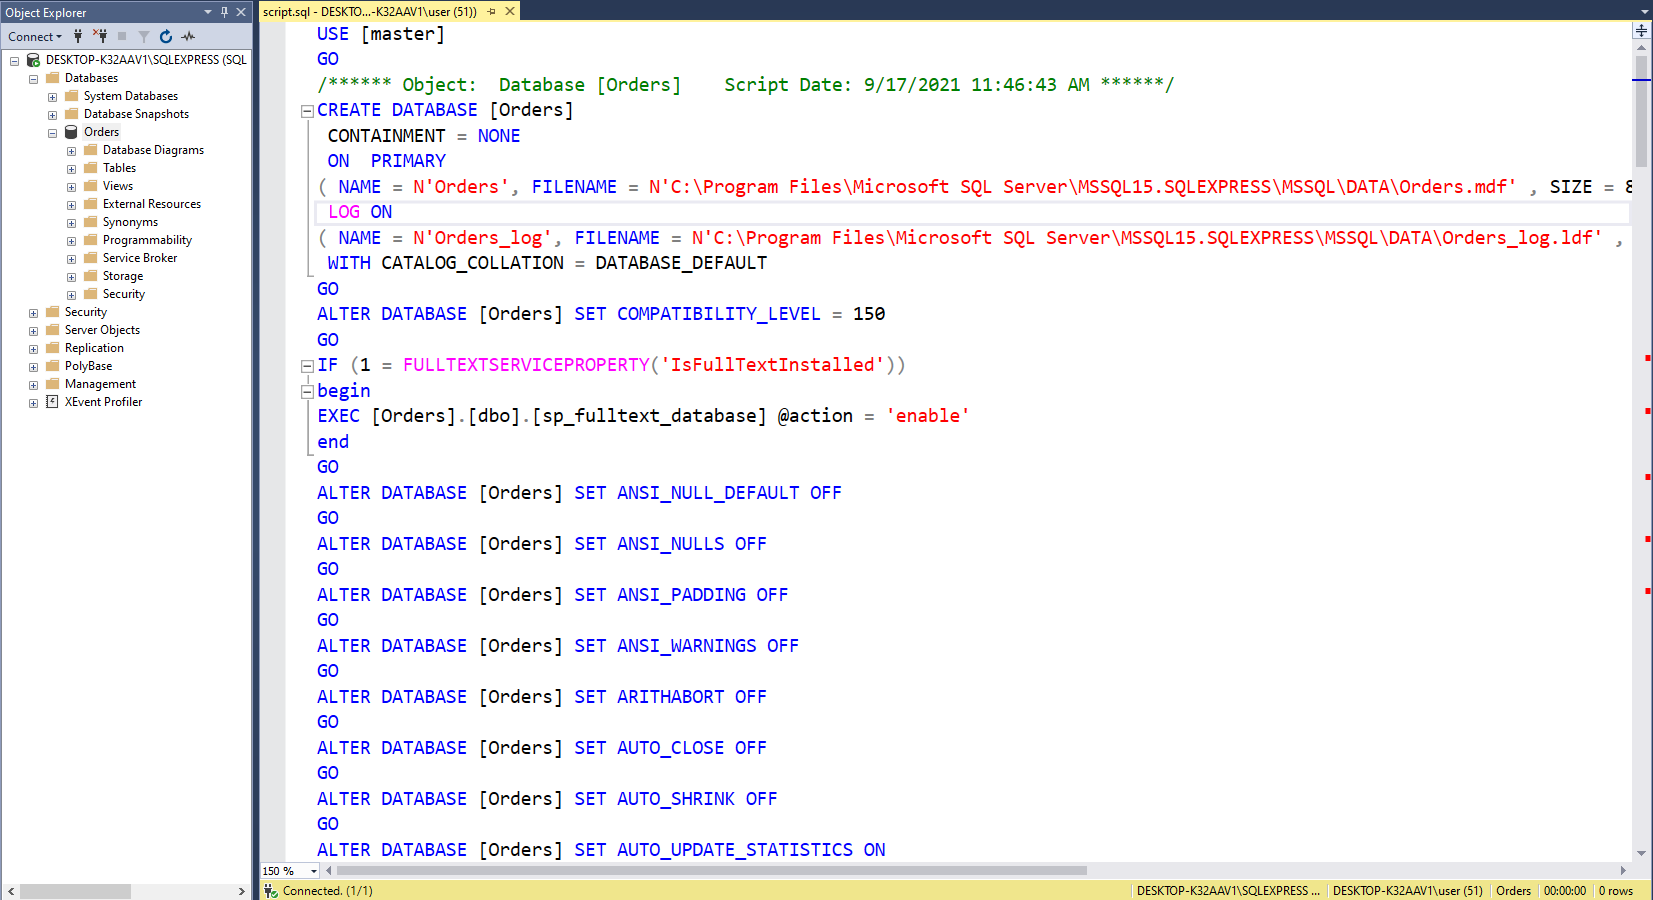 Object Explorer
Connect
DESKTOP-K32AAV1\SQLEXPRESS (SQL
Databases
System Databases
Database Snapshots
Orders
Database Diagrams
Tables
Views
External Resources
Synonyms
Programmability
Service Broker
Storage
Security
Security
Server Objects
Replication
PolyBase
Management
XEvent Profiler
script.sql - DESKTO...-K32AAV1\user (51))
USE [master]
GO
/****** Object:  Database [Orders]    Script Date: 9/17/2021 11:46:43 AM ******/
CREATE DATABASE [Orders]
CONTAINMENT = NONE
ON  PRIMARY
( NAME = N'Orders', FILENAME = N'C:\Program Files\Microsoft SQL Server\MSSQL15.SQLEXPRESS\MSSQL\DATA\Orders.mdf' , SIZE = 8
LOG ON
( NAME = N'Orders_log', FILENAME = N'C:\Program Files\Microsoft SQL Server\MSSQL15.SQLEXPRESS\MSSQL\DATA\Orders_log.ldf' ,
WITH CATALOG_COLLATION = DATABASE_DEFAULT
GO
ALTER DATABASE [Orders] SET COMPATIBILITY_LEVEL = 150
GO
IF (1 = FULLTEXTSERVICEPROPERTY('IsFullTextInstalled'))
begin
EXEC [Orders].[dbo].[sp_fulltext_database] @action = 'enable'
end
GO
ALTER DATABASE [Orders] SET ANSI_NULL_DEFAULT OFF
GO
ALTER DATABASE [Orders] SET ANSI_NULLS OFF
GO
ALTER DATABASE [Orders] SET ANSI_PADDING OFF
GO
ALTER DATABASE [Orders] SET ANSI_WARNINGS OFF
GO
ALTER DATABASE [Orders] SET ARITHABORT OFF
GO
ALTER DATABASE [Orders] SET AUTO_CLOSE OFF
GO
ALTER DATABASE [Orders] SET AUTO_SHRINK OFF
GO
ALTER DATABASE [Orders] SET AUTO_UPDATE_STATISTICS ON
150 %
Connected. (1/1)
DESKTOP-K32AAV1\SQLEXPRESS ...
DESKTOP-K32AAV1\user (51)
Orders
00:00:00
0 rows